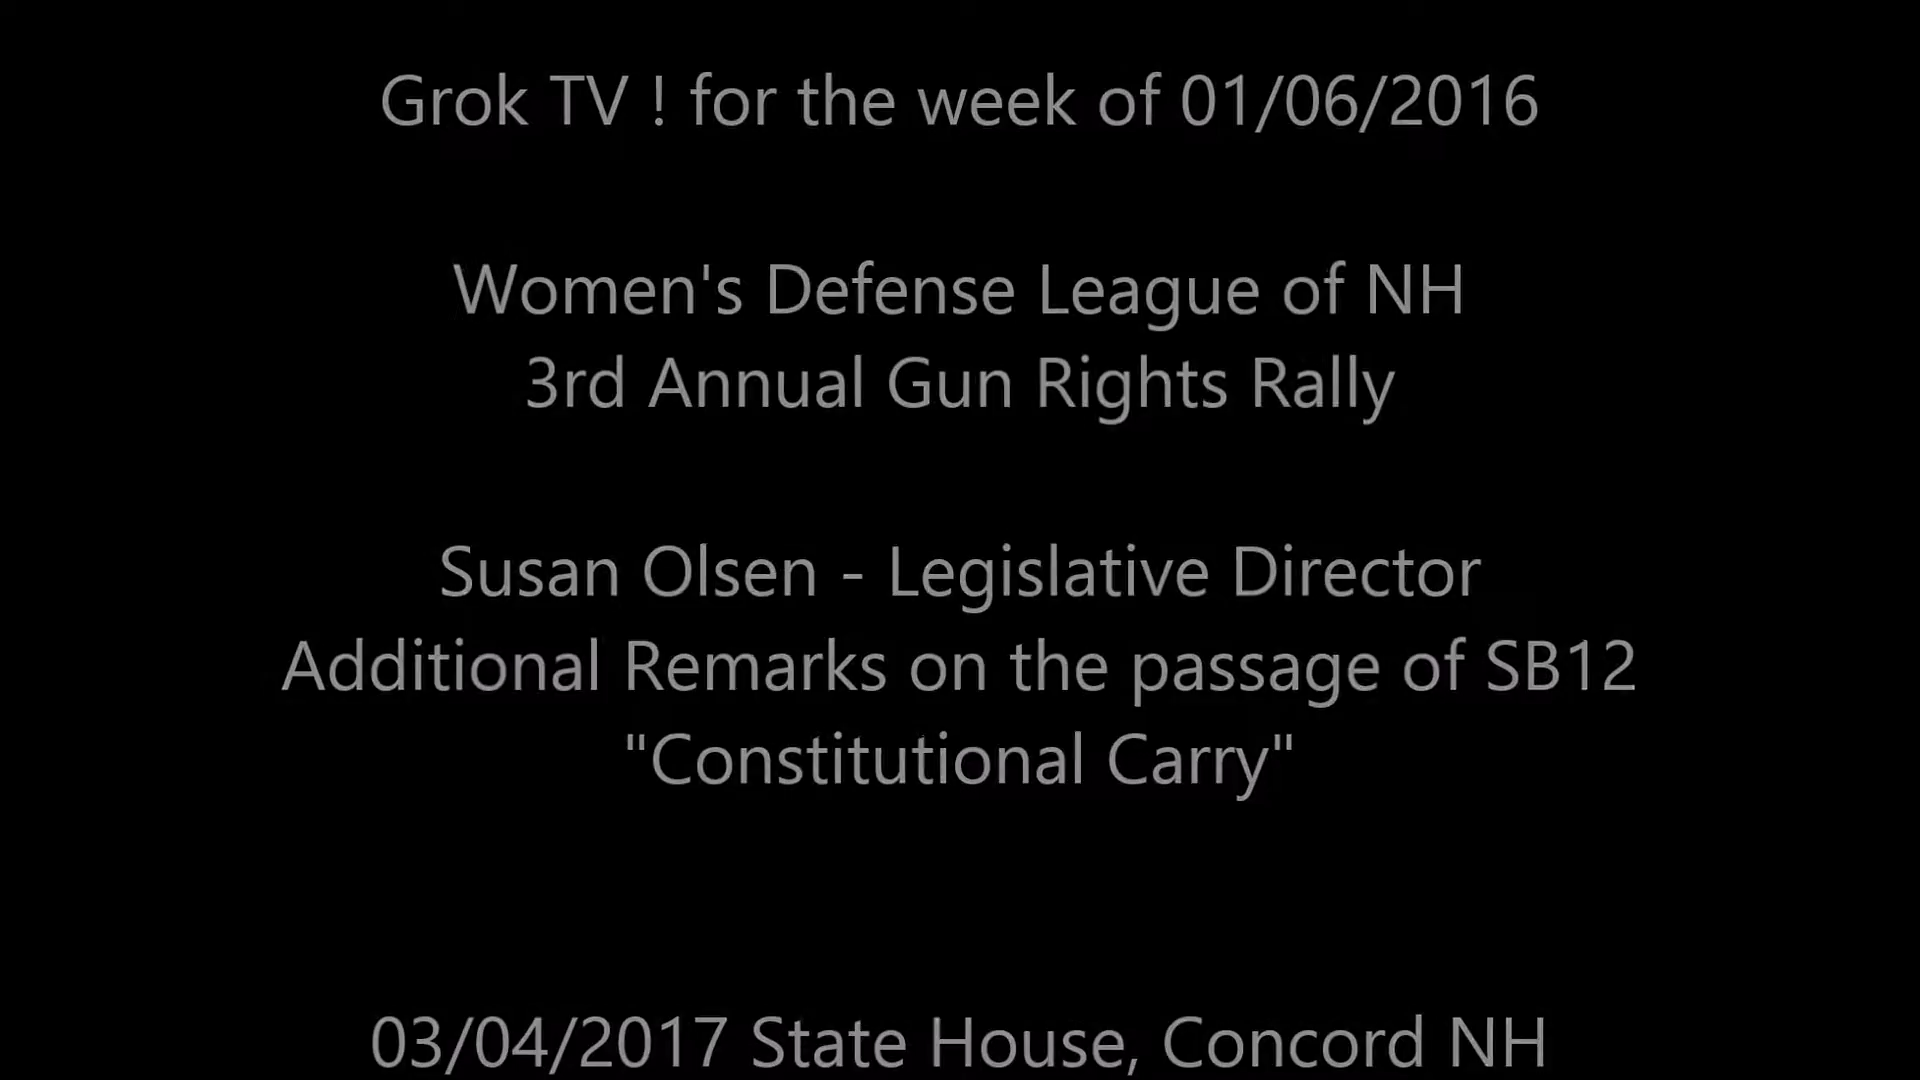 Grok TV ! for the week of 01/06/2016
Women's Defense League of NH
3rd Annual Gun Rights Rally
Susan Olsen - Legislative Director
Additional Remarks on the passage of SB12
"Constitutional Carry"
03/04/2017 State House, Concord NH